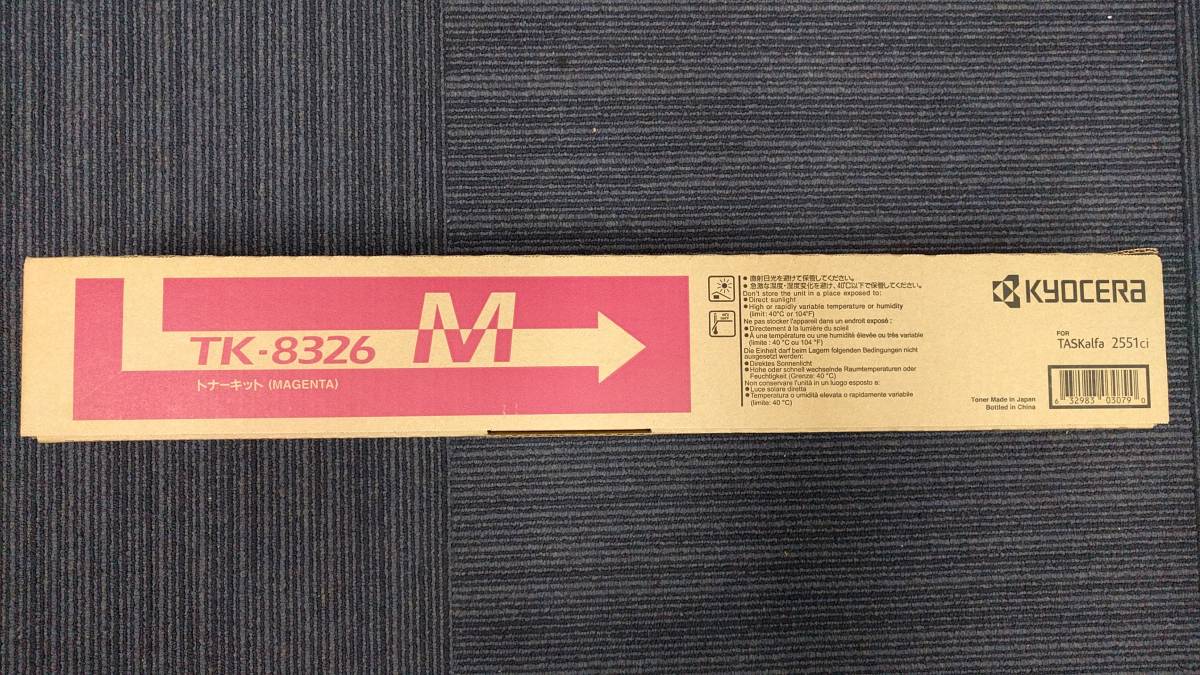 TK-8326
M
トナーキット (MAGENTA)
● 直射日光を避けて保管してください。
● 急激な温度・湿度変化を避け、40℃以下で保管してください。
Don't store the unit in a place exposed to:
● Direct sunlight
● High or rapidly variable temperature or humidity
(limit: 40°C or 104°F)
Ne pas stocker l'appareil dans un endroit exposé :
● Directement à la lumière du soleil
● À une température ou une humidité élevée ou très variable
(limite : 40 °C ou 104 °F)
Die Einheit darf beim Lagern folgenden Bedingungen nicht
ausgesetzt werden:
● Direktes Sonnenlicht
● Hohe oder schnell wechselnde Raumtemperaturen oder
Feuchtigkeit (Grenze: 40 °C)
Non conservare l'unità in un luogo esposto a:
● Luce solare diretta
● Temperatura o umidità elevata o rapidamente variabile
(limite: 40 °C)
KYOCERA
FOR
TASKalfa 2551ci
Toner Made in Japan
Bottled in China
6 32983 03079 0